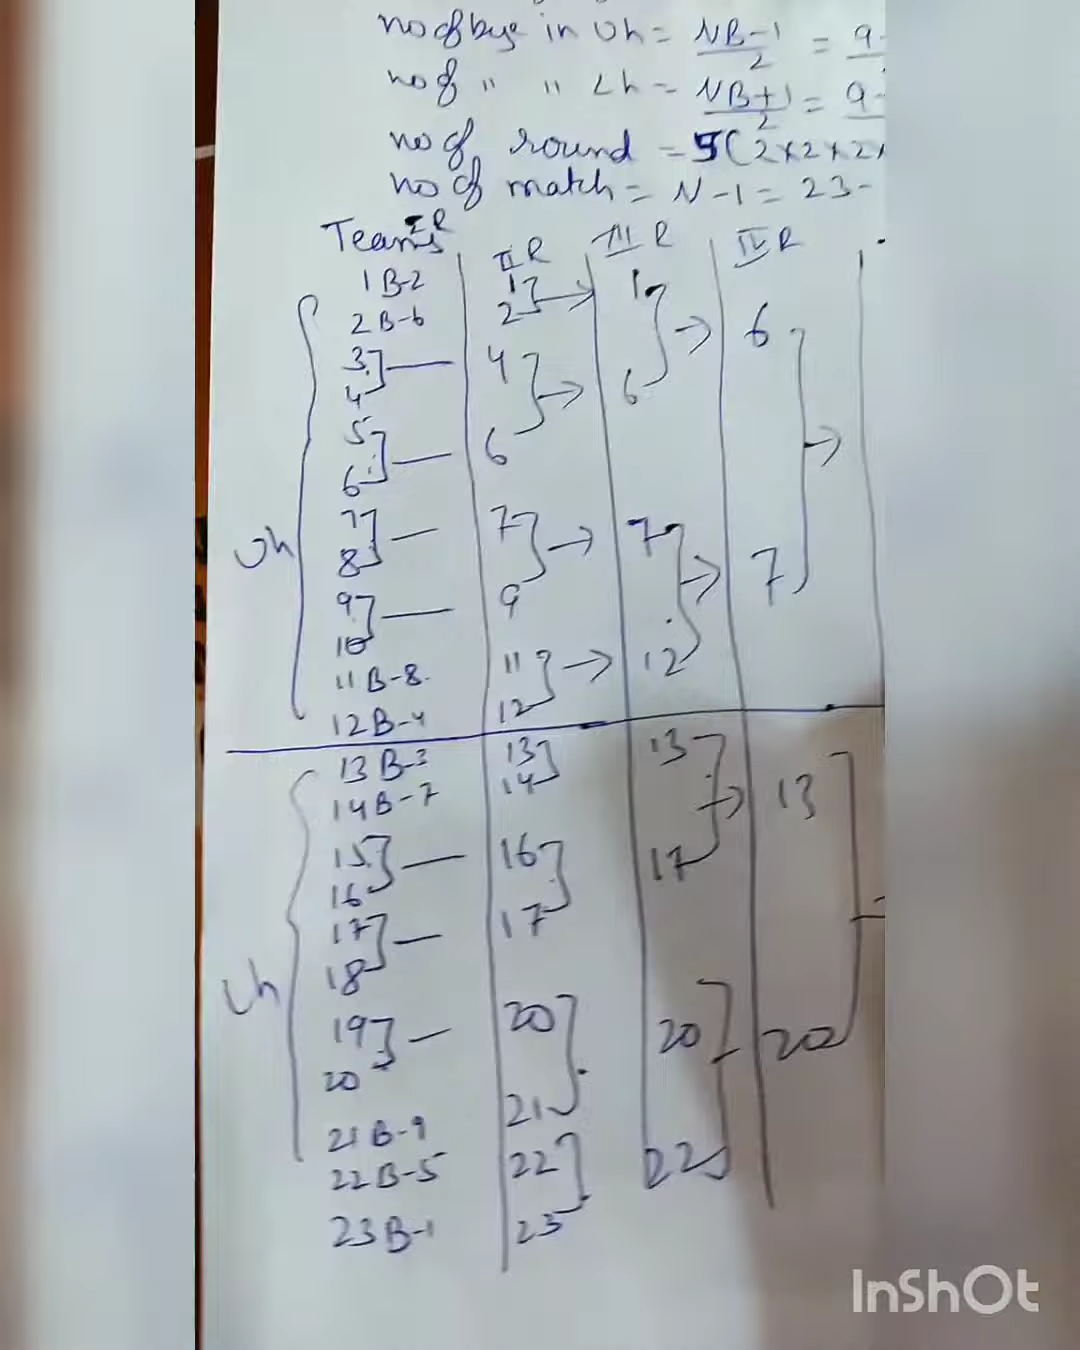 no of bye in Uh = NB-1/2 = 9-
no of " " Lh = NB+1/2 = 9-
no of round = 5(2x2x2x
no of match = N-1 = 23-
Teams I R II R III R IV R
1 B-2 1 1
2 B-6 2 6
3 4 6
4
5
6 6
7 7 7
8 7
9 9
10
11 B-8 11 12
12 B-4 12
13 B-3 13 13
14 B-7 14 13
15 16 17
16
17 17
18
19 20 20 20
20
21 B-9 21
22 B-5 22 22
23 B-1 23
Uh
Lh
InShOt